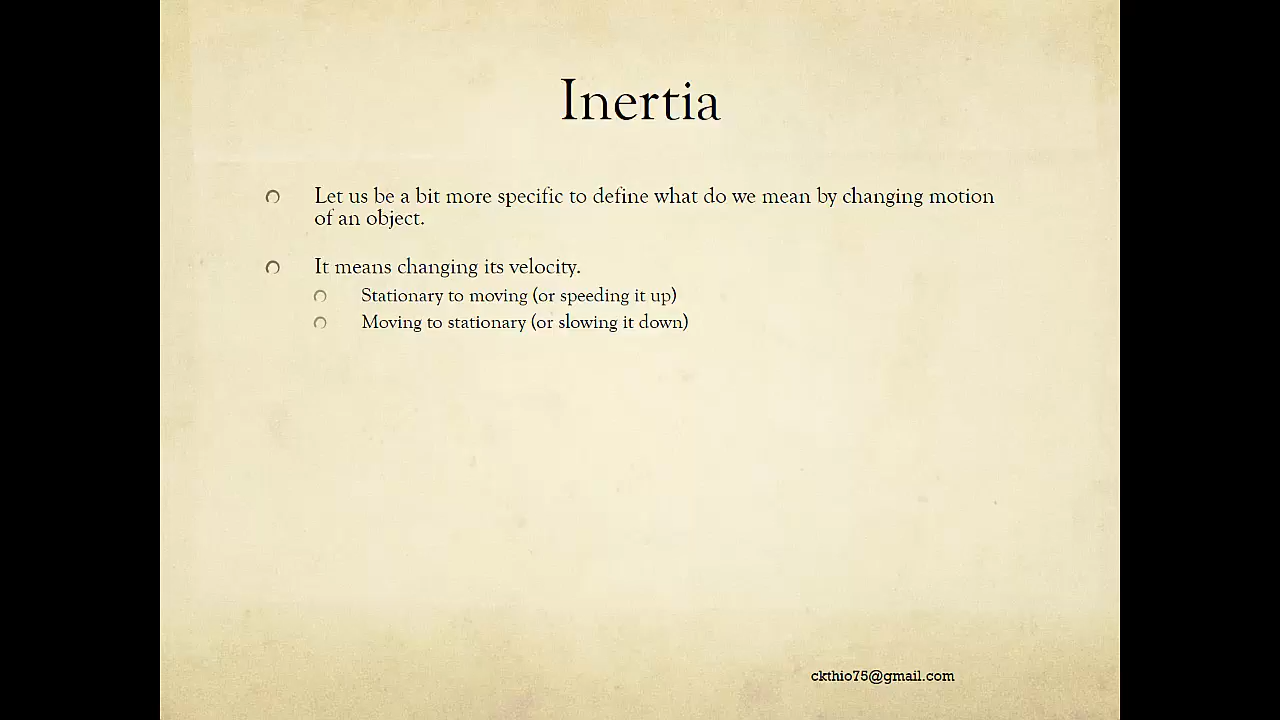 Inertia
Let us be a bit more specific to define what do we mean by changing motion
of an object.
It means changing its velocity.
Stationary to moving (or speeding it up)
Moving to stationary (or slowing it down)
ckthio75@gmail.com